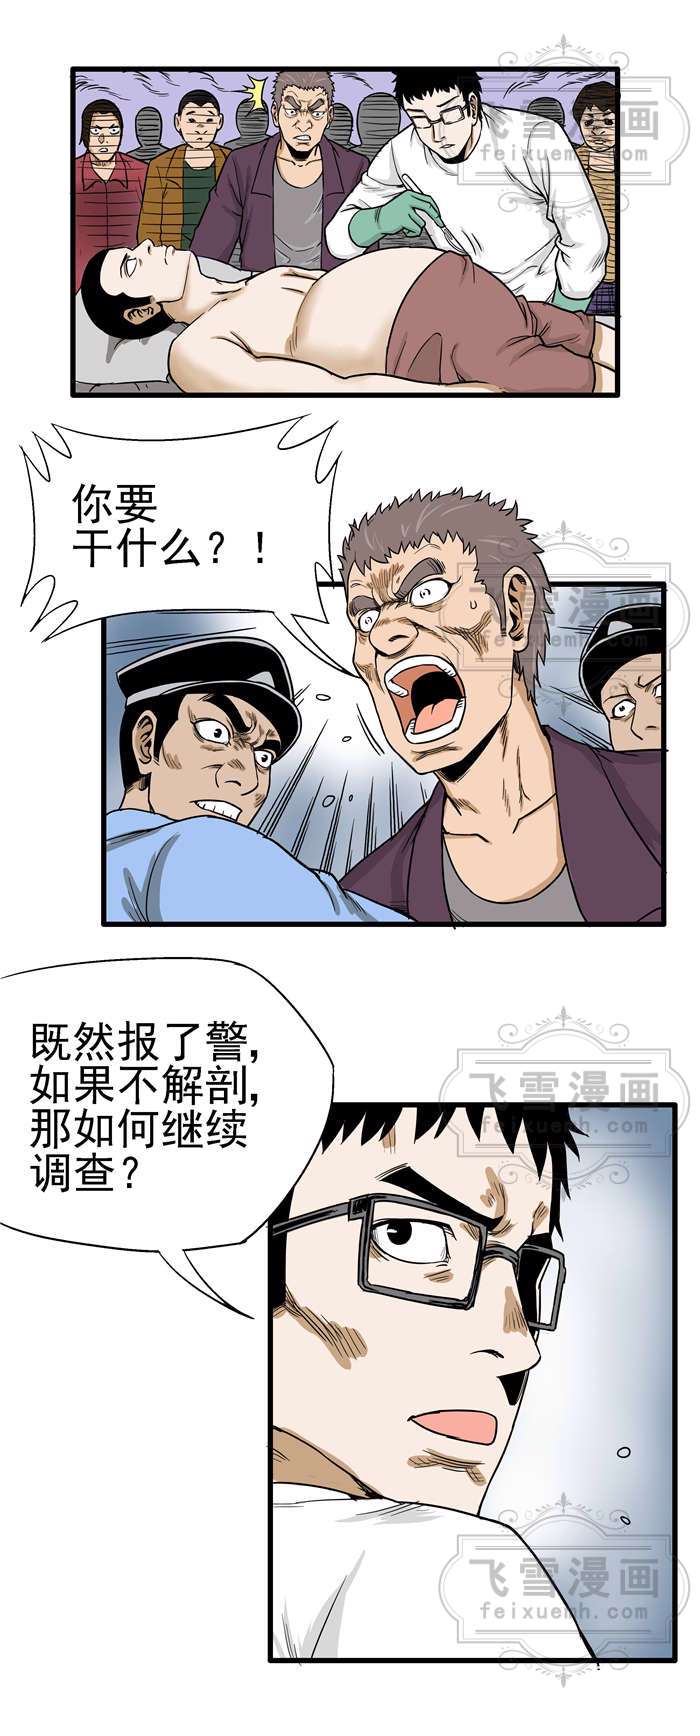 飞雪漫画
feixuemh.com
你要
干什么？！
飞雪漫画
feixuemh.com
既然报了警，
如果不解剖，
那如何继续
调查？
飞雪漫画
feixuemh.com
飞雪漫画
feixuemh.com